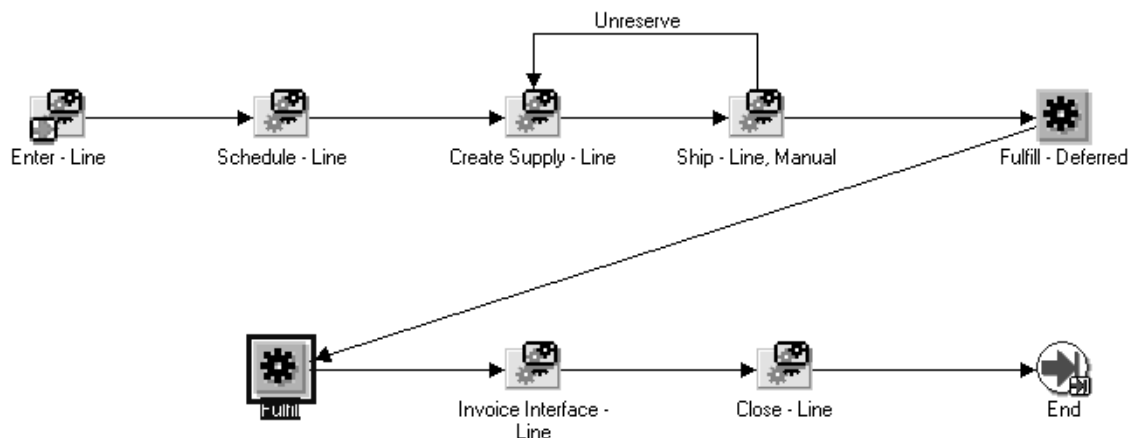 Unreserve
Enter - Line
Schedule - Line
Create Supply - Line
Ship - Line, Manual
Fulfill - Deferred
Fulfill
Invoice Interface -
Line
Close - Line
End